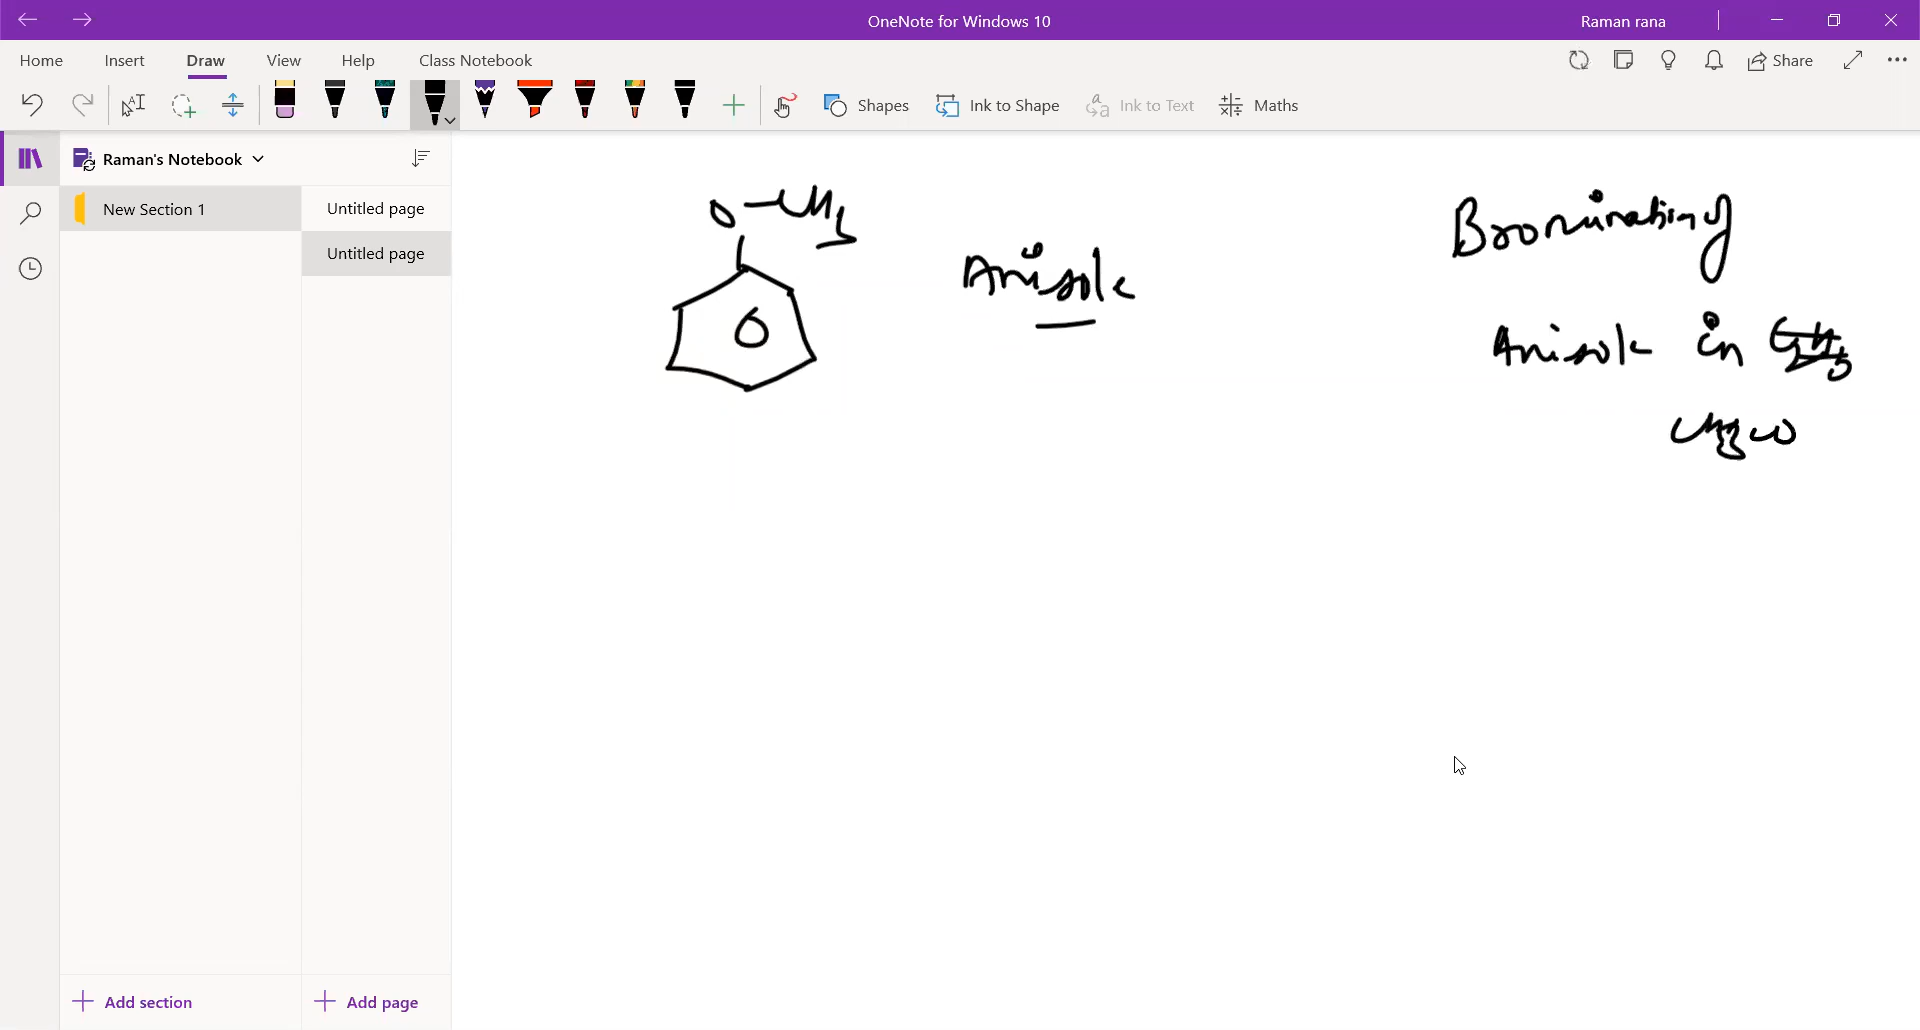 OneNote for Windows 10
Raman rana
Home Insert Draw View Help Class Notebook
Share
Shapes Ink to Shape Ink to Text Maths
Raman's Notebook
New Section 1
Untitled page
Untitled page
O-CH3
Anisole
Bromination of
Anisole in
Add section
Add page